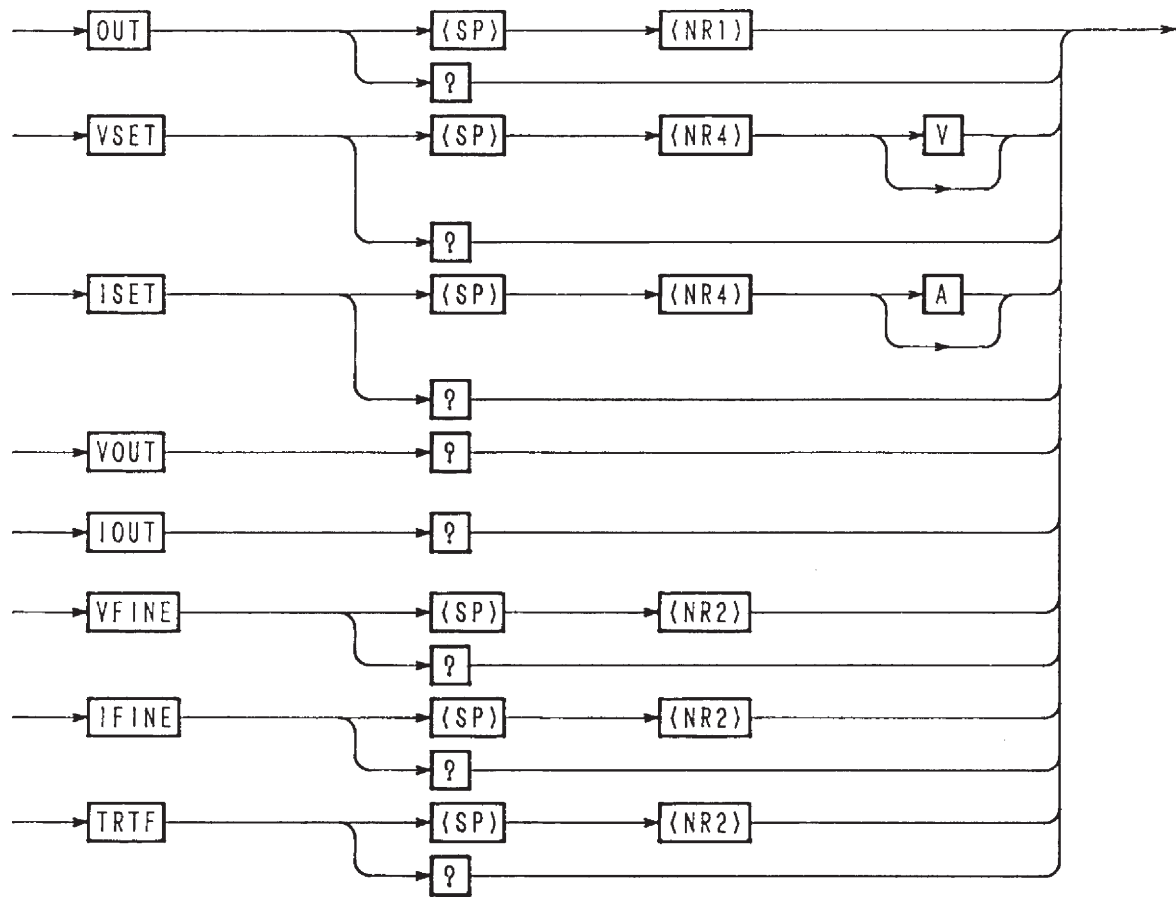 OUT ⟨SP⟩ ⟨NR1⟩
?
VSET ⟨SP⟩ ⟨NR4⟩ V
?
ISET ⟨SP⟩ ⟨NR4⟩ A
?
VOUT ?
IOUT ?
VFINE ⟨SP⟩ ⟨NR2⟩
?
IFINE ⟨SP⟩ ⟨NR2⟩
?
TRTF ⟨SP⟩ ⟨NR2⟩
?